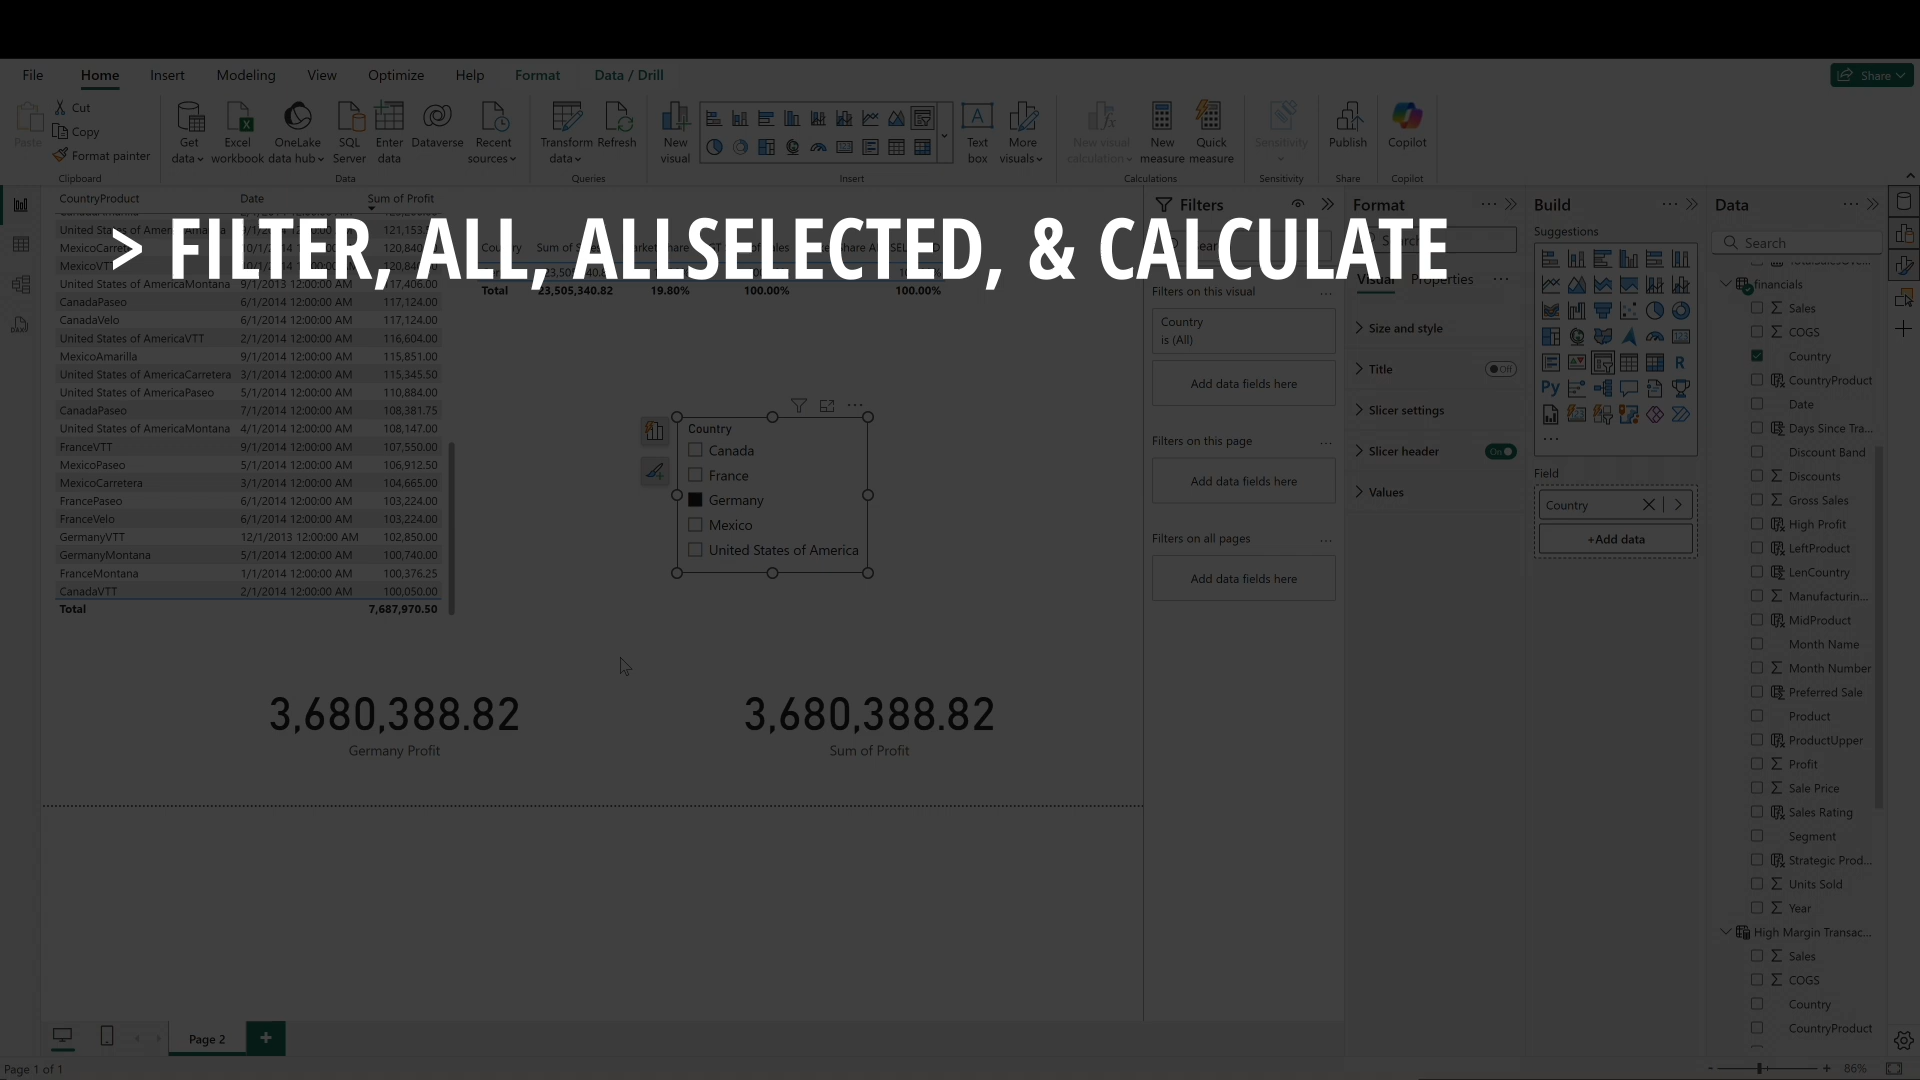 File Home Insert Modeling View Optimize Help Format Data / Drill Share
Paste Cut Copy Format painter
Get data Excel workbook OneLake data hub SQL Server Enter data Dataverse Recent sources
Transform data Refresh
New visual Text box More visuals
New visual calculation New measure Quick measure
Sensitivity Publish Copilot
Clipboard Data Queries Insert Calculations Sensitivity Share Copilot
> FILTER, ALL, ALLSELECTED, & CALCULATE
CountryProduct Date Sum of Profit
121,153.5
MexicoCarret 120,840
MexicoVT
United States of AmericaMontana 9/1/2013 12:00:00 AM 117,406.00
CanadaPaseo 6/1/2014 12:00:00 AM 117,124.00
CanadaVelo 6/1/2014 12:00:00 AM 117,124.00
United States of AmericaVTT 2/1/2014 12:00:00 AM 116,604.00
MexicoAmarilla 9/1/2014 12:00:00 AM 115,851.00
United States of AmericaCarretera 3/1/2014 12:00:00 AM 115,345.50
United States of AmericaPaseo 5/1/2014 12:00:00 AM 110,884.00
CanadaPaseo 7/1/2014 12:00:00 AM 108,381.75
United States of AmericaMontana 4/1/2014 12:00:00 AM 108,147.00
FranceVTT 9/1/2014 12:00:00 AM 107,550.00
MexicoPaseo 5/1/2014 12:00:00 AM 106,912.50
MexicoCarretera 3/1/2014 12:00:00 AM 104,665.00
FrancePaseo 6/1/2014 12:00:00 AM 103,224.00
FranceVelo 6/1/2014 12:00:00 AM 103,224.00
GermanyVTT 12/1/2013 12:00:00 AM 102,850.00
GermanyMontana 5/1/2014 12:00:00 AM 100,740.00
FranceMontana 1/1/2014 12:00:00 AM 100,376.25
CanadaVTT 2/1/2014 12:00:00 AM 100,050.00
Total 7,687,970.50
Total 23,505,340.82 19.80% 100.00% 100.00%
Country
Canada
France
Germany
Mexico
United States of America
3,680,388.82
Germany Profit
3,680,388.82
Sum of Profit
Filters
Filters on this visual ...
Country
is (All)
Add data fields here
Filters on this page ...
Add data fields here
Filters on all pages ...
Add data fields here
Format ...
Search
Visual Properties ...
Size and style
Title Off
Slicer settings
Slicer header On
Values
Build ...
Suggestions
R
Py
...
Field
Country
+Add data
Data ...
Search
financials
Sales
COGS
Country
CountryProduct
Date
Days Since Tra...
Discount Band
Discounts
Gross Sales
High Profit
LeftProduct
LenCountry
Manufacturin...
MidProduct
Month Name
Month Number
Preferred Sale
Product
ProductUpper
Profit
Sale Price
Sales Rating
Segment
Strategic Prod...
Units Sold
Year
High Margin Transac...
Sales
COGS
Country
CountryProduct
Page 2
Page 1 of 1
86%